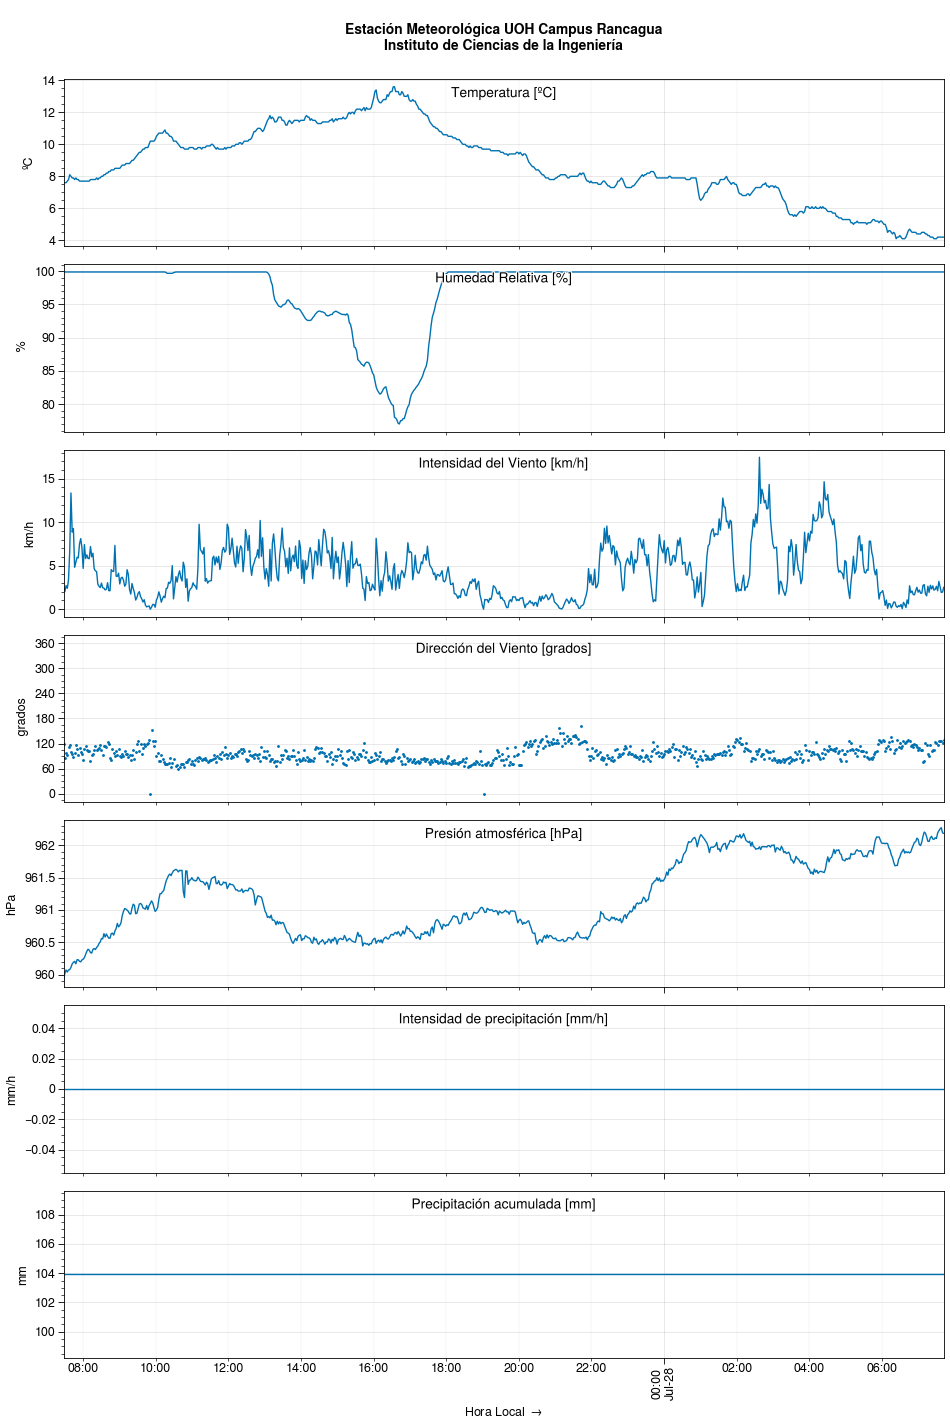 Estación Meteorológica UOH Campus Rancagua
Instituto de Ciencias de la Ingeniería
Temperatura [ºC]
ºC
14
12
10
8
6
4
Humedad Relativa [%]
%
100
95
90
85
80
Intensidad del Viento [km/h]
km/h
15
10
5
0
Dirección del Viento [grados]
grados
360
300
240
180
120
60
0
Presión atmosférica [hPa]
hPa
962
961.5
961
960.5
960
Intensidad de precipitación [mm/h]
mm/h
0.04
0.02
0
−0.02
−0.04
Precipitación acumulada [mm]
mm
108
106
104
102
100
08:00 10:00 12:00 14:00 16:00 18:00 20:00 22:00 00:00 02:00 04:00 06:00
Jul-28
Hora Local →